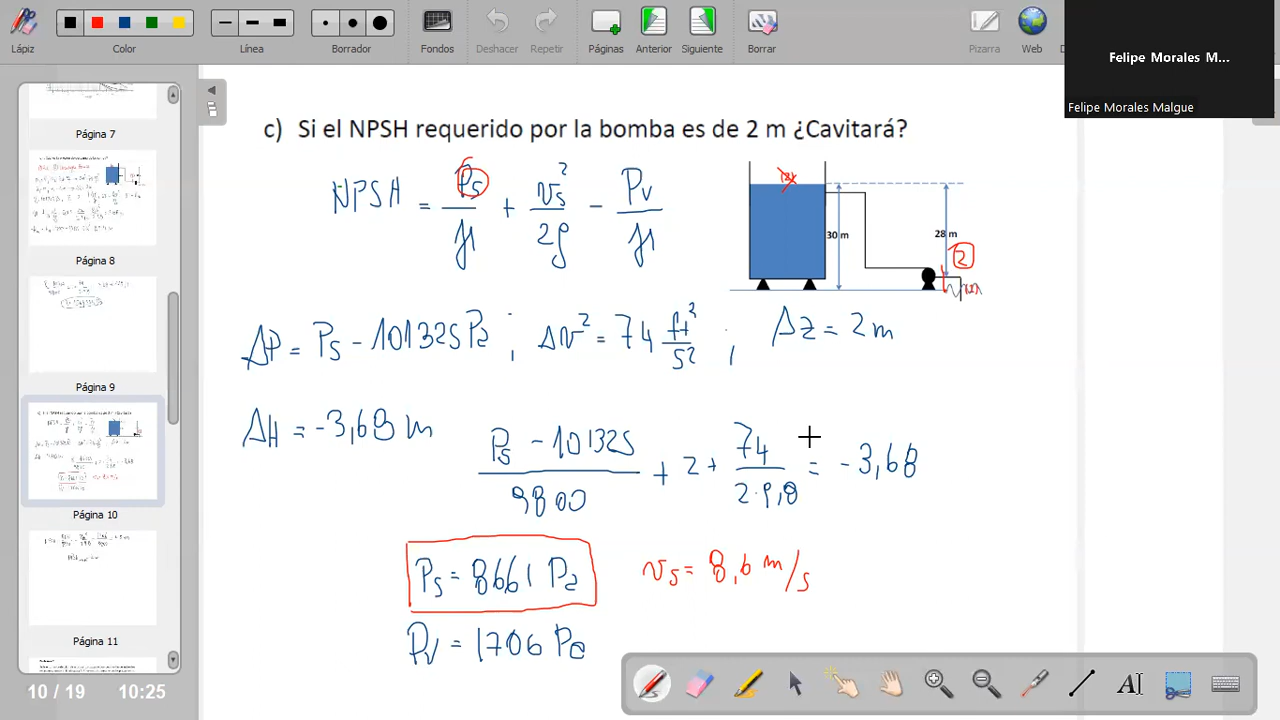 Lápiz
Color
Línea
Borrador
Fondos
Deshacer
Repetir
Páginas
Anterior
Siguiente
Borrar
Pizarra
Web
Felipe Morales M...
Felipe Morales Malgue
Página 7
Página 8
Página 9
Página 10
Página 11
10 / 19 10:25
c) Si el NPSH requerido por la bomba es de 2 m ¿Cavitará?
NPSH = Ps/γ + vs²/2g − Pv/γ
(2)
30 m
28 m
2
ΔP = Ps − 101325 Pa ; Δv² = 74 ft²/s² ; Δz = 2 m
ΔH = -3,68 m
Ps − 101325 / 9800 + 2 + 74 / 2·9,8 = -3,68
Ps = 8661 Pa
vs = 8,6 m/s
Pv = 1706 Pa